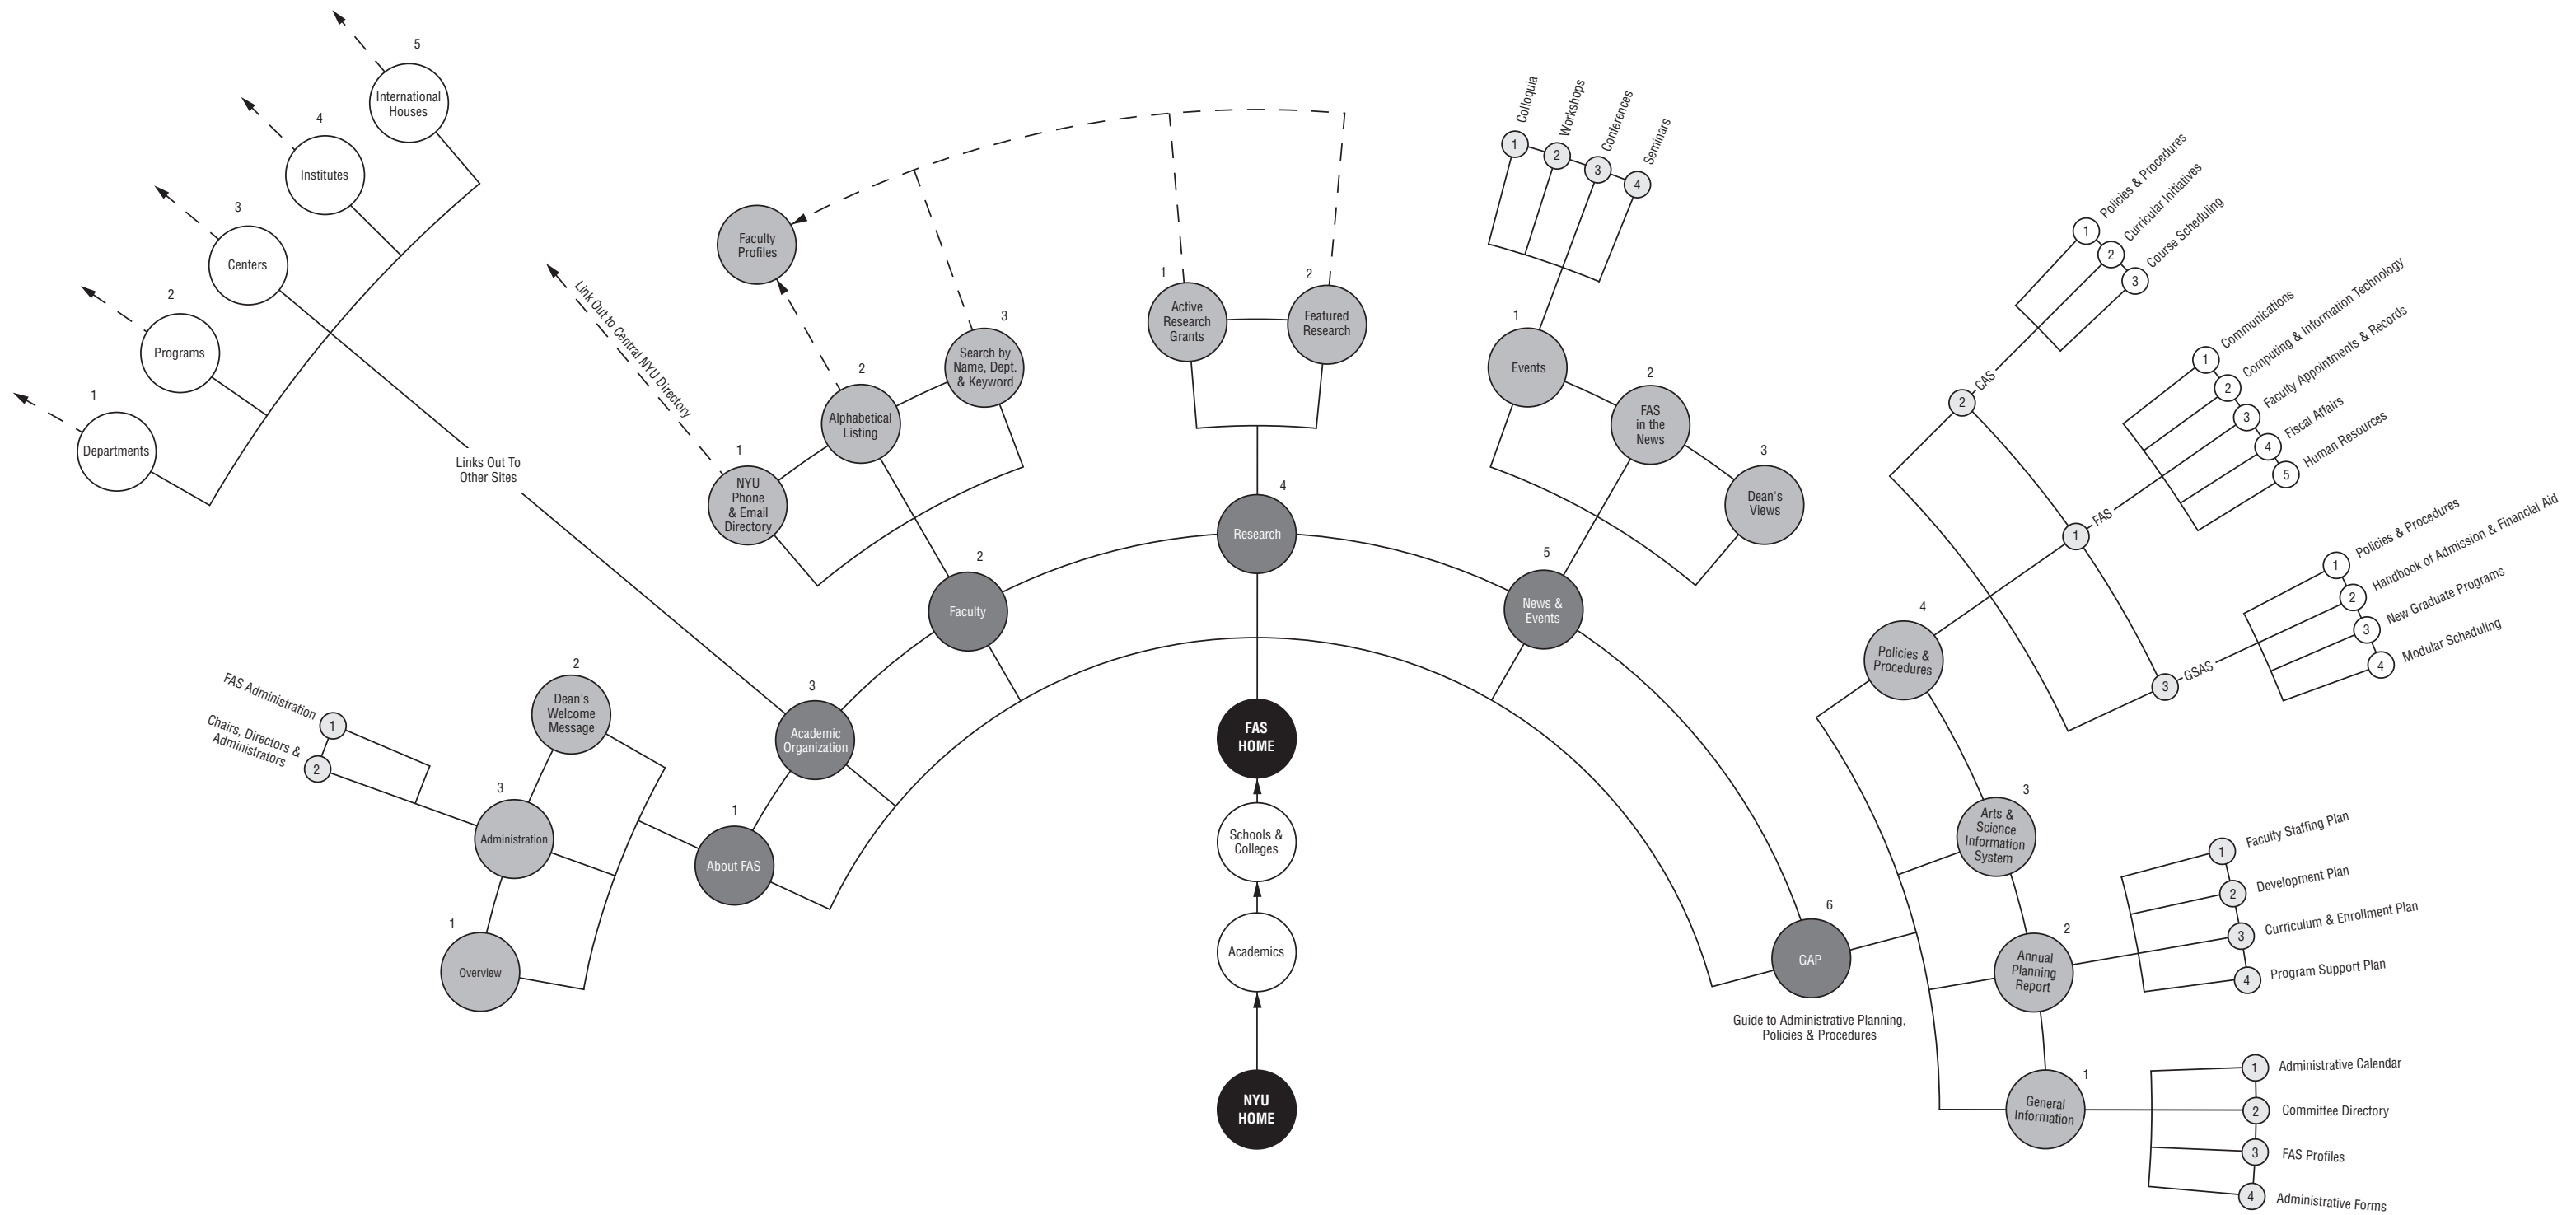 5
International
Houses
4
Institutes
3
Centers
2
Programs
1
Departments
Links Out To
Other Sites
Link Out to Central NYU Directory
Faculty
Profiles
3
Search by
Name, Dept.
& Keyword
2
Alphabetical
Listing
1
NYU
Phone
& Email
Directory
2
Faculty
1
Active
Research
Grants
2
Featured
Research
4
Research
Colloquia
Workshops
Conferences
Seminars
1
2
3
4
1
Events
2
FAS
in the
News
3
Dean's
Views
5
News &
Events
3
Academic
Organization
1
About FAS
2
Dean's
Welcome
Message
3
Administration
1
Overview
FAS Administration
1
Chairs, Directors &
Administrators
2
FAS
HOME
Schools &
Colleges
Academics
NYU
HOME
6
GAP
Guide to Administrative Planning,
Policies & Procedures
4
Policies &
Procedures
2
CAS
1
Policies & Procedures
2
Curricular Initiatives
3
Course Scheduling
1
FAS
1
Communications
2
Computing & Information Technology
3
Faculty Appointments & Records
4
Fiscal Affairs
5
Human Resources
3
GSAS
1
Policies & Procedures
2
Handbook of Admission & Financial Aid
3
New Graduate Programs
4
Modular Scheduling
3
Arts &
Science
Information
System
2
Annual
Planning
Report
1
Faculty Staffing Plan
2
Development Plan
3
Curriculum & Enrollment Plan
4
Program Support Plan
1
General
Information
1
Administrative Calendar
2
Committee Directory
3
FAS Profiles
4
Administrative Forms